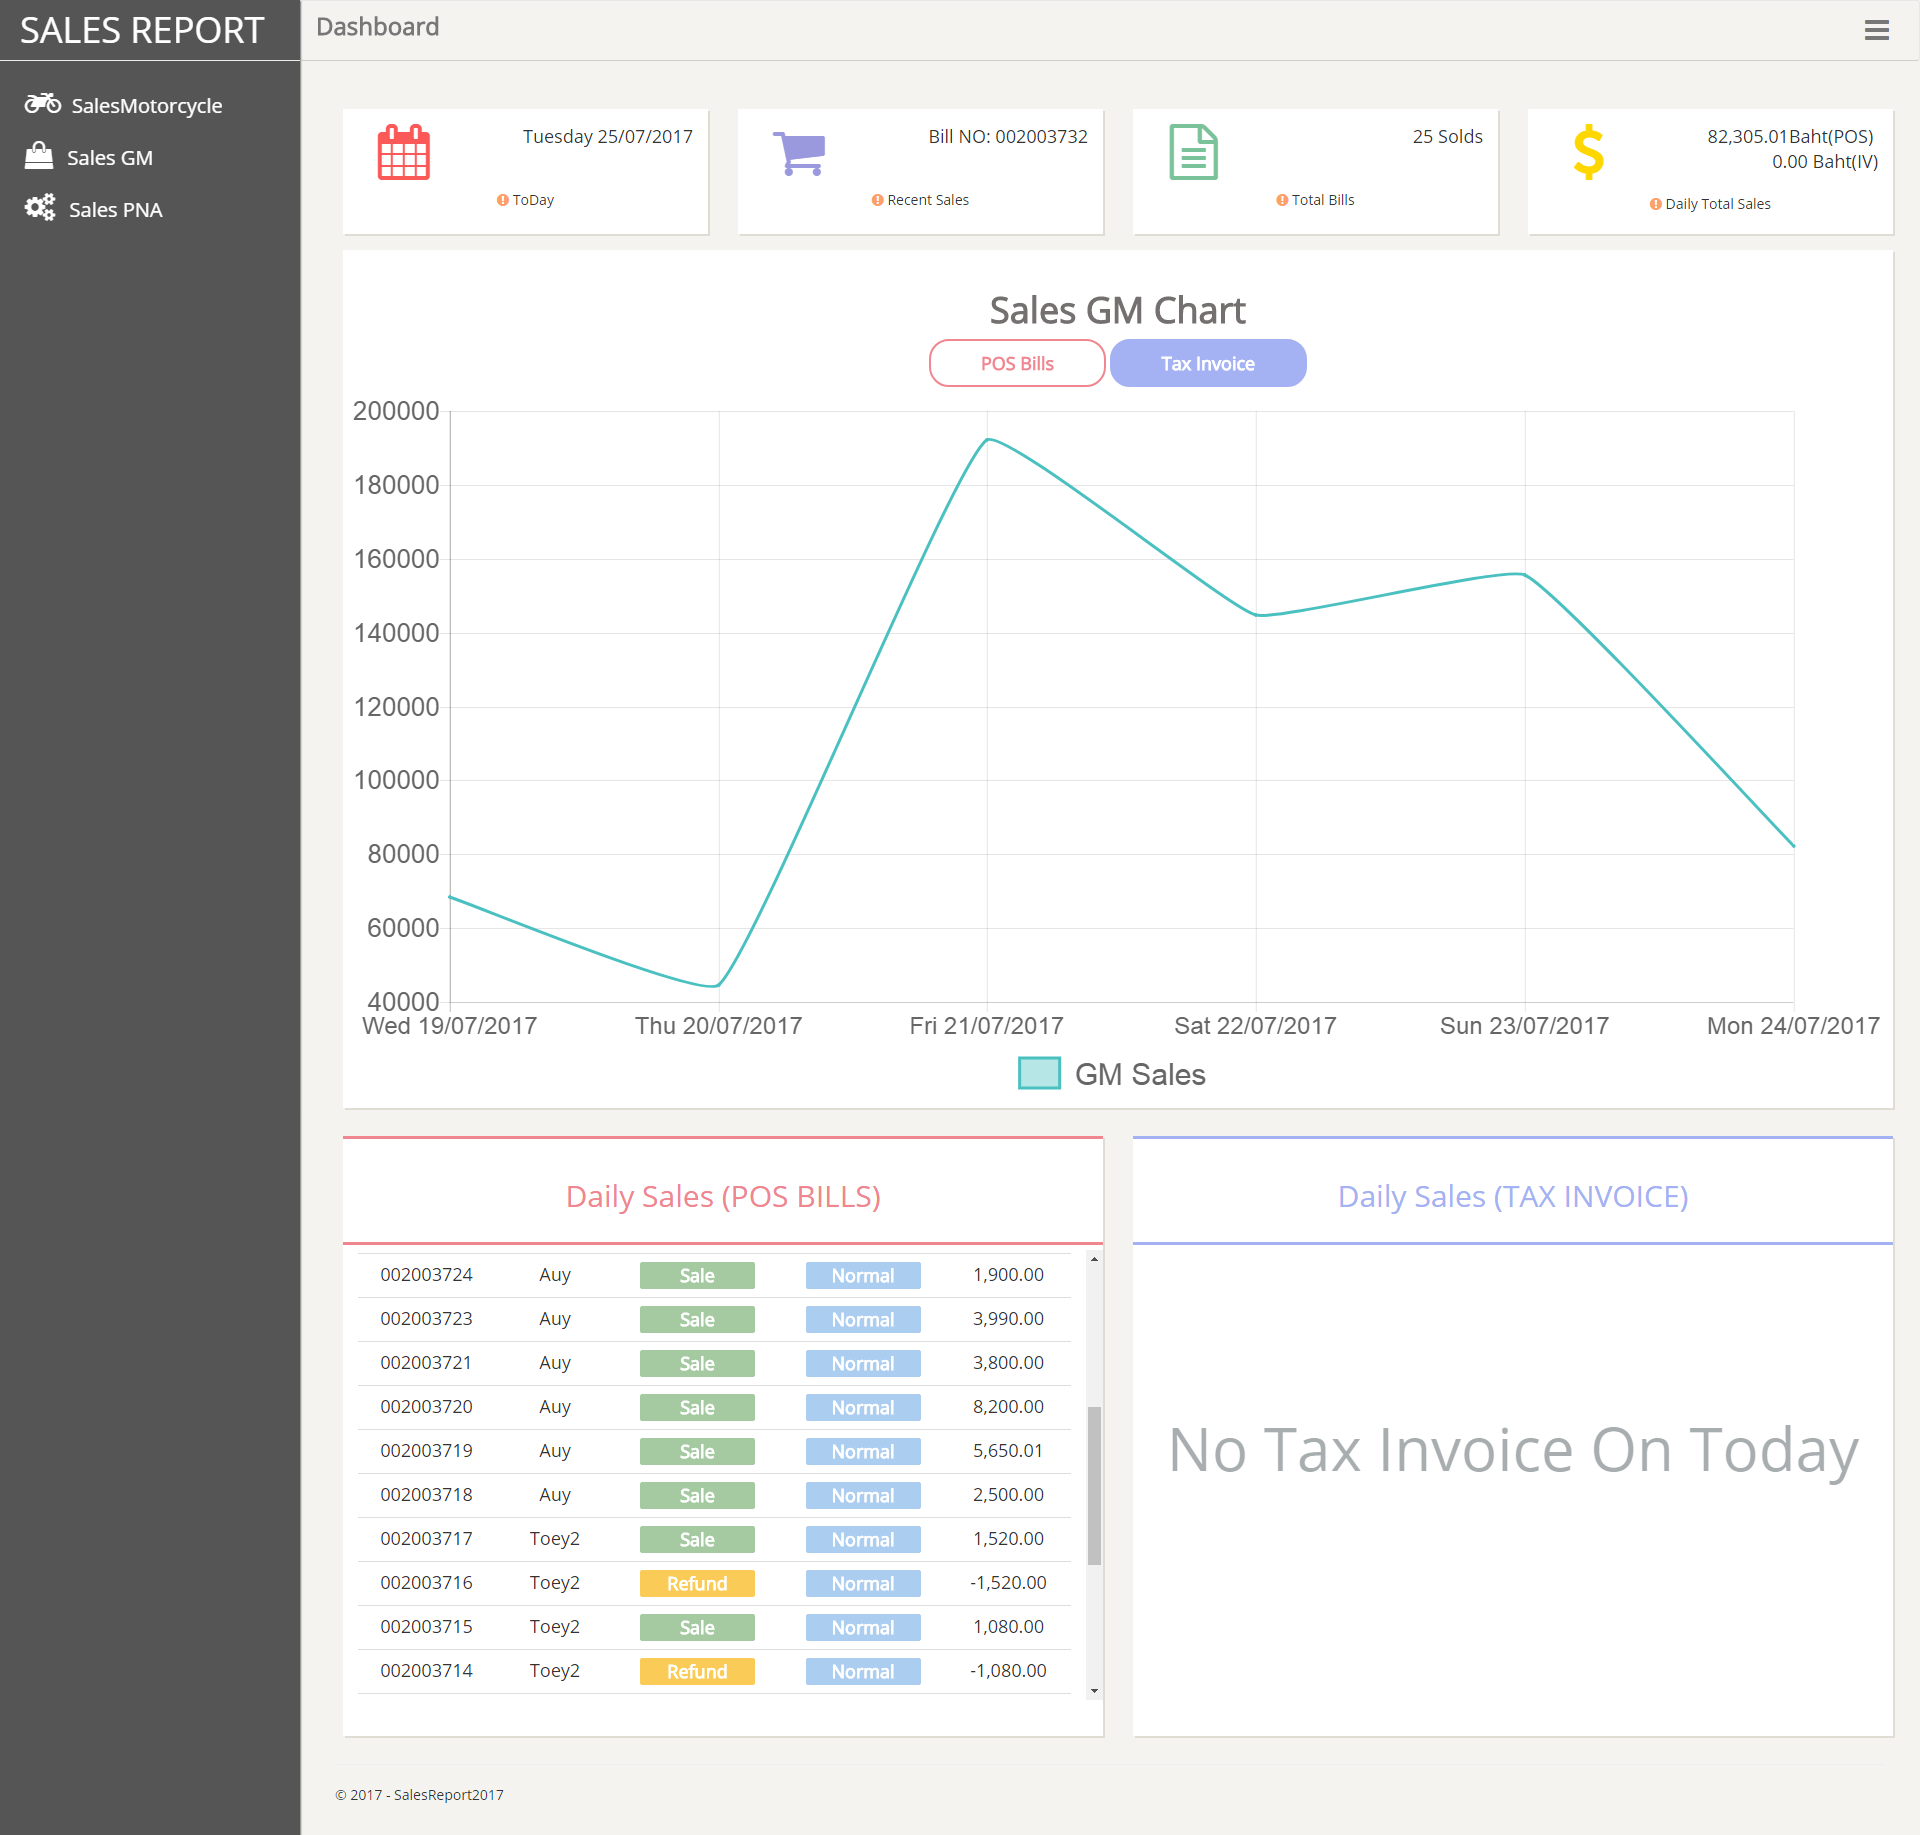 SALES REPORT
Dashboard
SalesMotorcycle
Sales GM
Sales PNA
Tuesday 25/07/2017
ToDay
Bill NO: 002003732
Recent Sales
25 Solds
Total Bills
82,305.01Baht(POS)
0.00 Baht(IV)
Daily Total Sales
Sales GM Chart
POS Bills Tax Invoice
200000
180000
160000
140000
120000
100000
80000
60000
40000
Wed 19/07/2017 Thu 20/07/2017 Fri 21/07/2017 Sat 22/07/2017 Sun 23/07/2017 Mon 24/07/2017
GM Sales
Daily Sales (POS BILLS)
002003724 Auy Sale Normal 1,900.00
002003723 Auy Sale Normal 3,990.00
002003721 Auy Sale Normal 3,800.00
002003720 Auy Sale Normal 8,200.00
002003719 Auy Sale Normal 5,650.01
002003718 Auy Sale Normal 2,500.00
002003717 Toey2 Sale Normal 1,520.00
002003716 Toey2 Refund Normal -1,520.00
002003715 Toey2 Sale Normal 1,080.00
002003714 Toey2 Refund Normal -1,080.00
Daily Sales (TAX INVOICE)
No Tax Invoice On Today
© 2017 - SalesReport2017